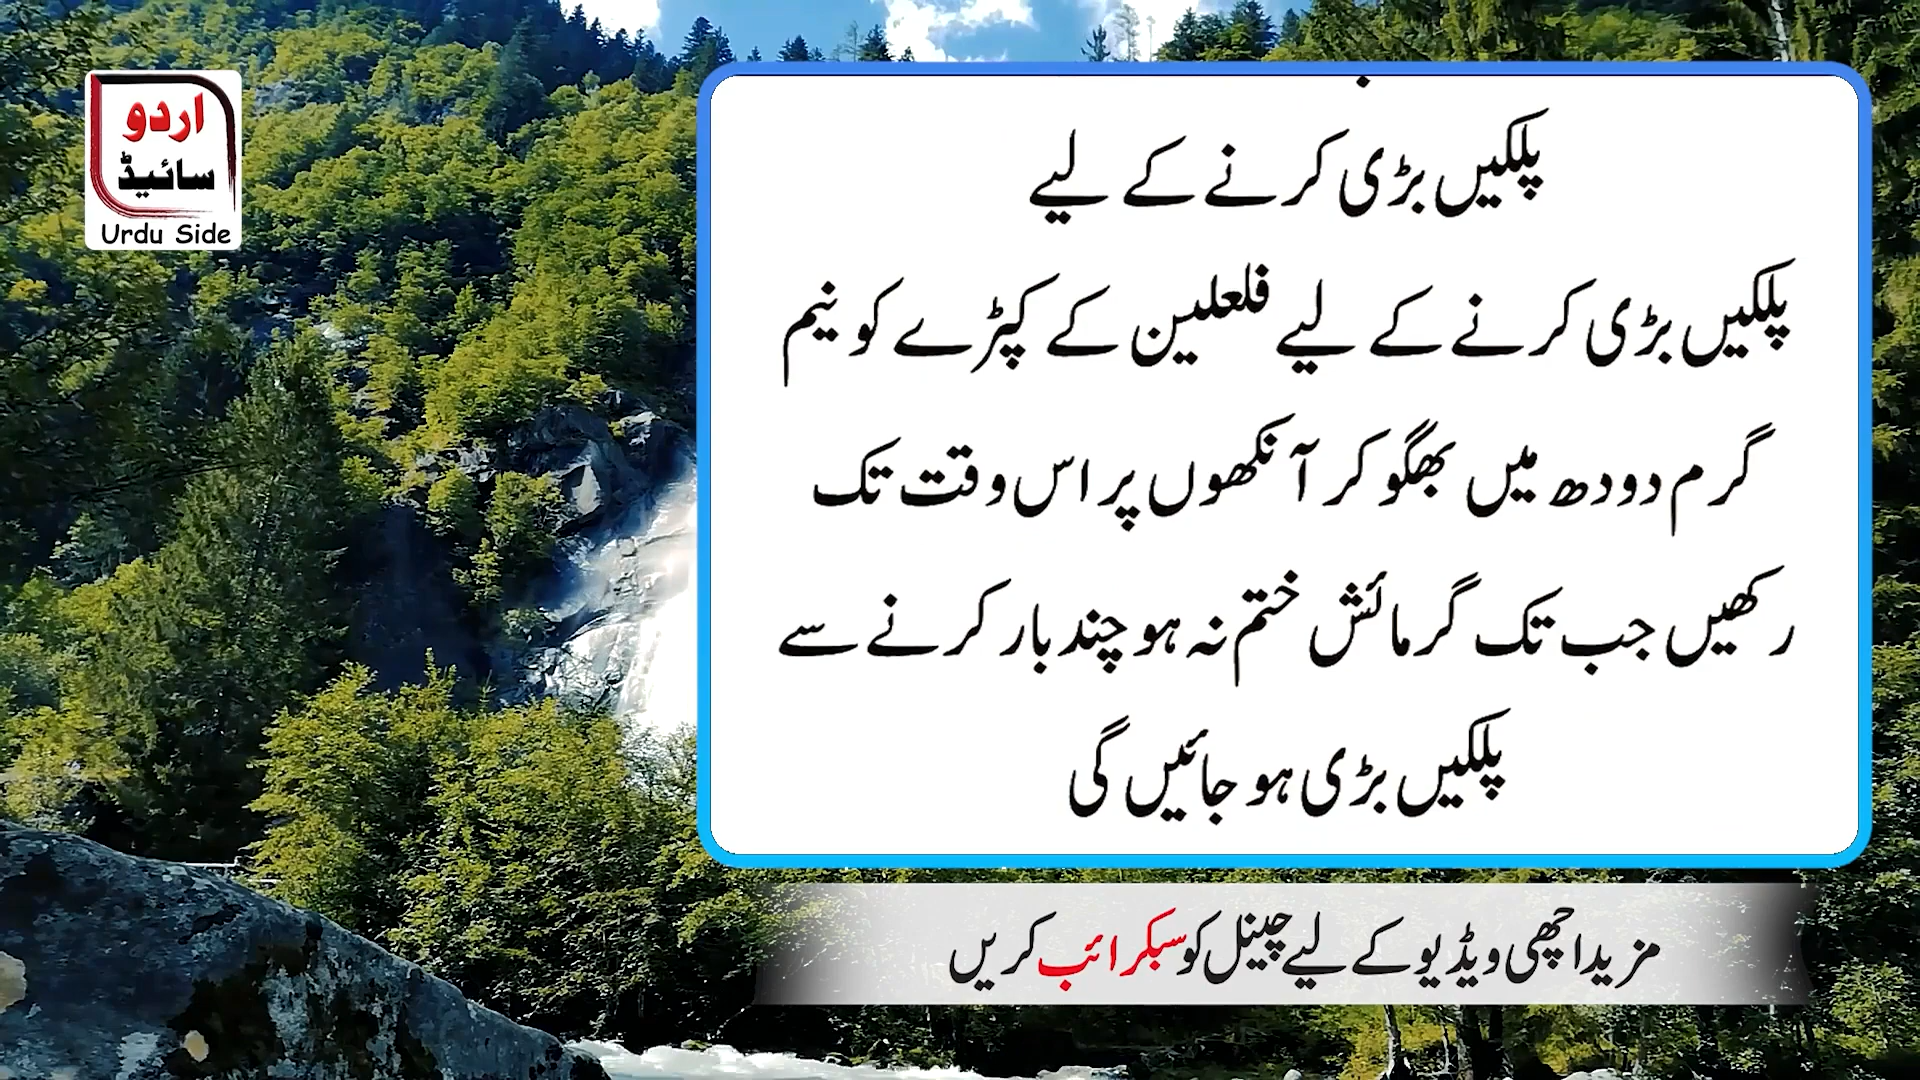 اردو
سائیڈ
Urdu Side
پلکیں بڑی کرنے کے لیے
پلکیں بڑی کرنے کے لیے فلعلین کے کپڑے کو نیم
گرم دودھ میں بھگو کر آنکھوں پر اس وقت تک
رکھیں جب تک گرمائش ختم نہ ہو چند بار کرنے سے
پلکیں بڑی ہو جائیں گی
مزید اچھی ویڈیو کے لیے چینل کو سبکرائب کریں